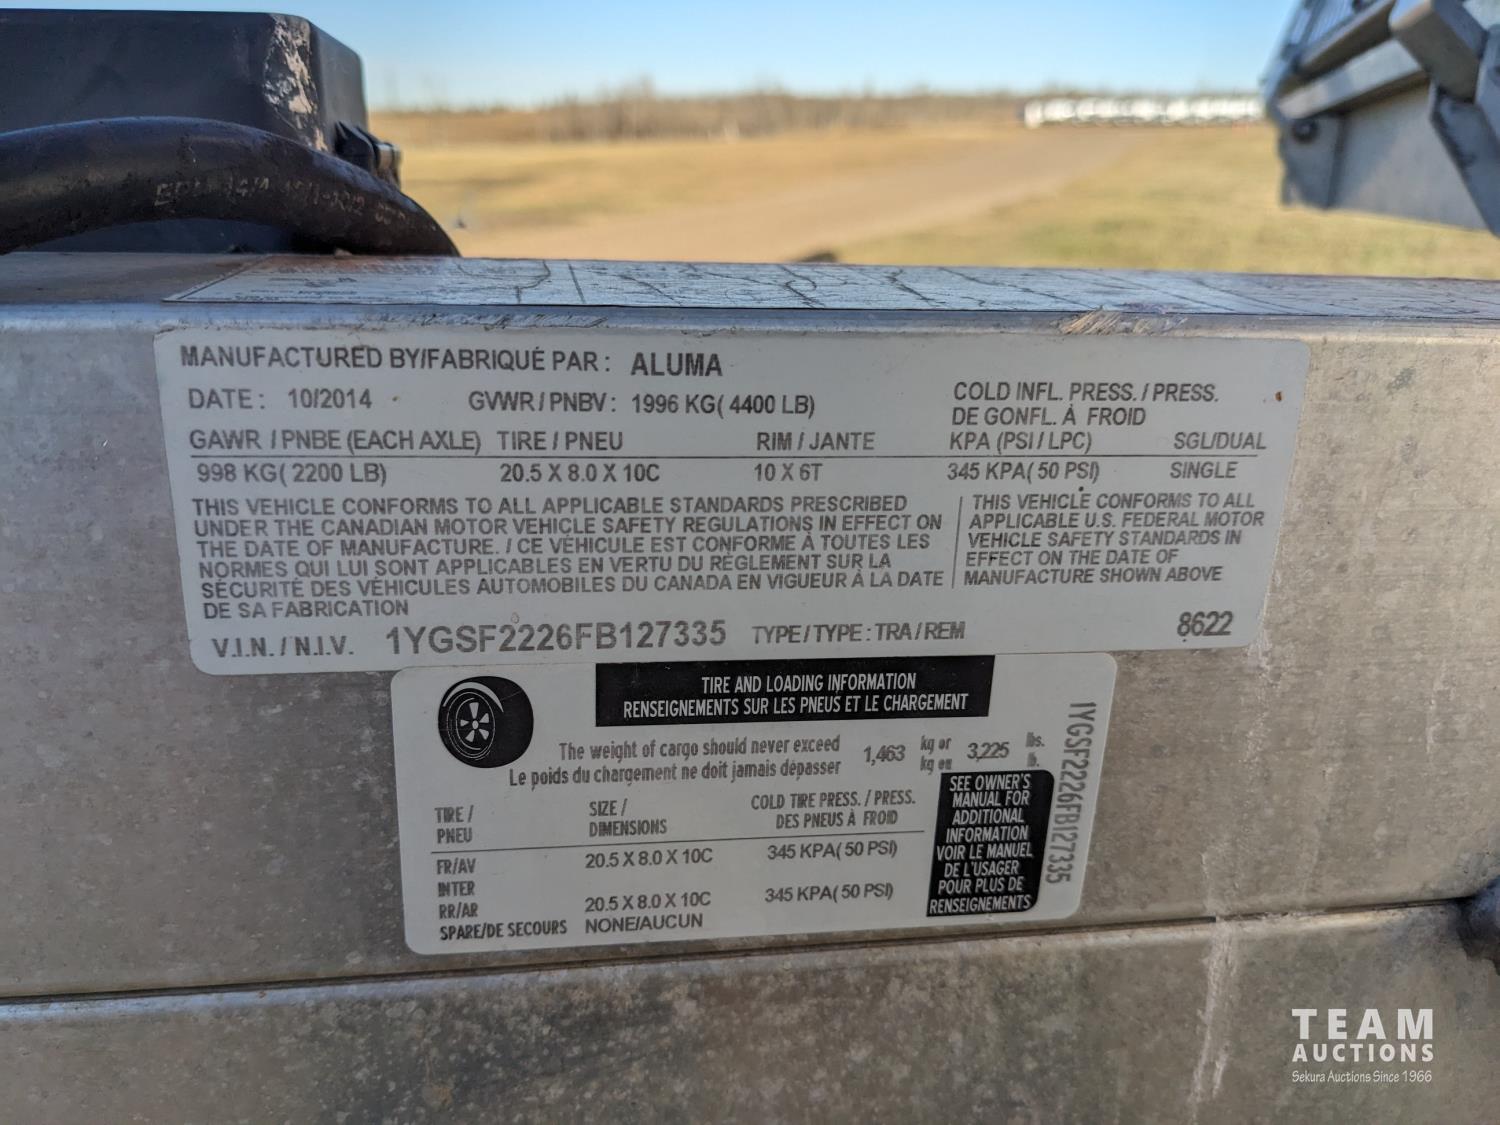 MANUFACTURED BY/FABRIQUÉ PAR : ALUMA
DATE : 10/2014 GVWR / PNBV : 1996 KG( 4400 LB)
COLD INFL. PRESS. / PRESS.
DE GONFL. À FROID
GAWR / PNBE (EACH AXLE) TIRE / PNEU RIM / JANTE KPA (PSI / LPC) SGL/DUAL
998 KG( 2200 LB) 20.5 X 8.0 X 10C 10 X 6T 345 KPA( 50 PSI) SINGLE
THIS VEHICLE CONFORMS TO ALL APPLICABLE STANDARDS PRESCRIBED
UNDER THE CANADIAN MOTOR VEHICLE SAFETY REGULATIONS IN EFFECT ON
THE DATE OF MANUFACTURE. / CE VÉHICULE EST CONFORME À TOUTES LES
NORMES QUI LUI SONT APPLICABLES EN VERTU DU RÈGLEMENT SUR LA
SÉCURITÉ DES VÉHICULES AUTOMOBILES DU CANADA EN VIGUEUR À LA DATE
DE SA FABRICATION
THIS VEHICLE CONFORMS TO ALL
APPLICABLE U.S. FEDERAL MOTOR
VEHICLE SAFETY STANDARDS IN
EFFECT ON THE DATE OF
MANUFACTURE SHOWN ABOVE
V.I.N. / N.I.V. 1YGSF2226FB127335 TYPE / TYPE : TRA / REM 8622
TIRE AND LOADING INFORMATION
RENSEIGNEMENTS SUR LES PNEUS ET LE CHARGEMENT
The weight of cargo should never exceed 1,463 kg or 3,225 lbs.
Le poids du chargement ne doit jamais dépasser kg ou lb.
TIRE / PNEU
SIZE / DIMENSIONS
COLD TIRE PRESS. / PRESS.
DES PNEUS À FROID
FR/AV 20.5 X 8.0 X 10C 345 KPA( 50 PSI)
INTER
RR/AR 20.5 X 8.0 X 10C 345 KPA( 50 PSI)
SPARE/DE SECOURS NONE/AUCUN
SEE OWNER'S
MANUAL FOR
ADDITIONAL
INFORMATION
VOIR LE MANUEL
DE L'USAGER
POUR PLUS DE
RENSEIGNEMENTS
1YGSF2226FB127335
TEAM
AUCTIONS
Sekura Auctions Since 1966